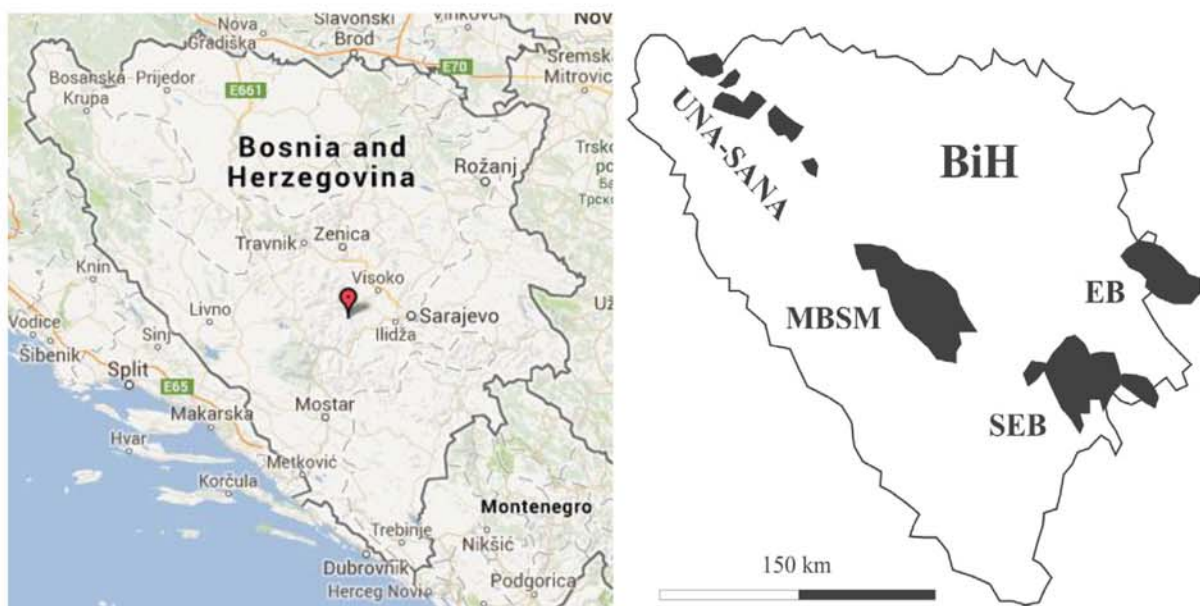 Nova
Gradiška
Slavonski
Brod
Vinkovci
Nov
Sremska
Mitrovic
E70
Bosanska
Krupa
Prijedor
E661
Bosnia and
Herzegovina
Rožanj
Travnik
Zenica
Visoko
Knin
Livno
Sarajevo
Ilidža
Už
Vodice
Šibenik
Sinj
Split
E65
Makarska
Mostar
Hvar
Metković
Korčula
Montenegro
Trebinje
Nikšić
Dubrovnik
Herceg Novi
Podgorica
UNA-SANA
BiH
MBSM
EB
SEB
150 km